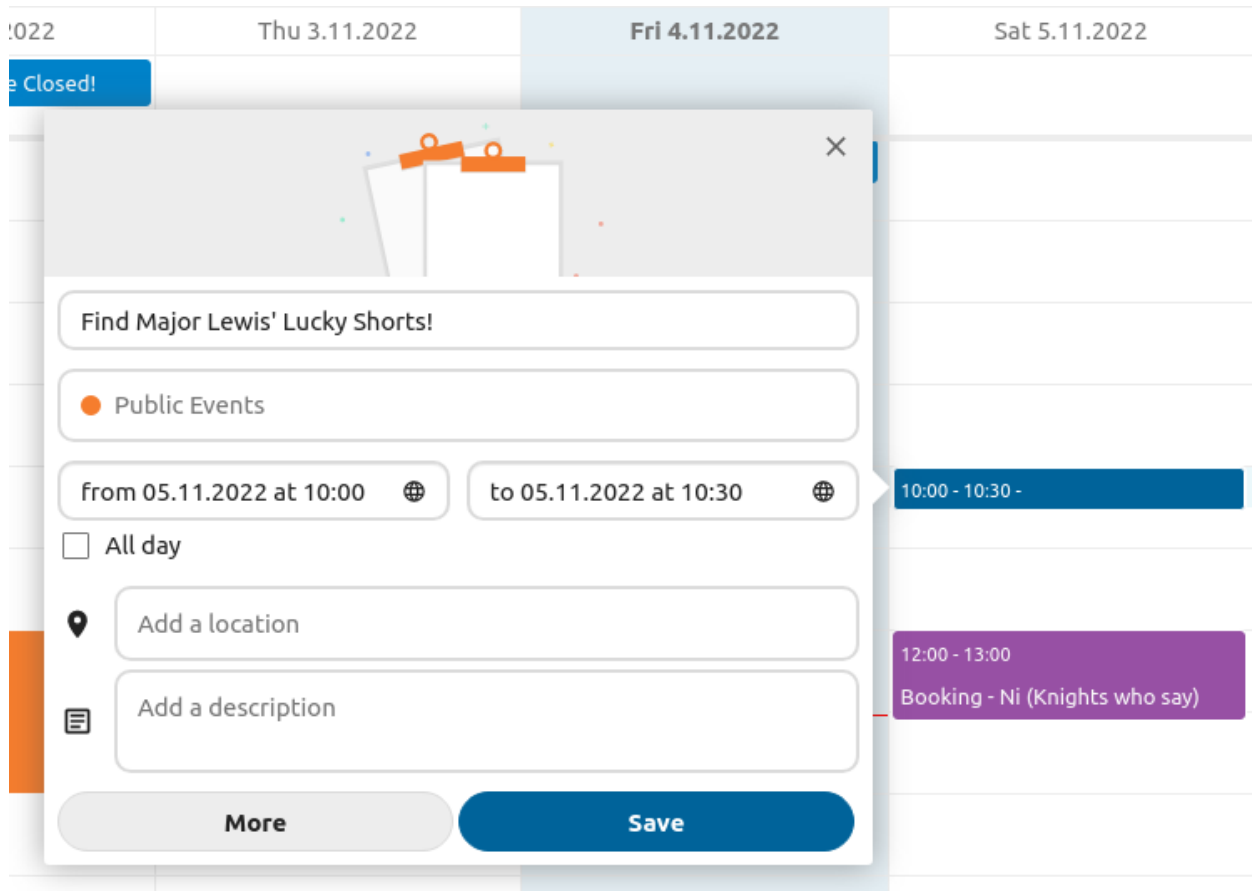 2022 Thu 3.11.2022 Fri 4.11.2022 Sat 5.11.2022
Closed!
Find Major Lewis' Lucky Shorts!
Public Events
from 05.11.2022 at 10:00 to 05.11.2022 at 10:30
10:00 - 10:30 -
All day
Add a location
12:00 - 13:00
Booking - Ni (Knights who say)
Add a description
More Save